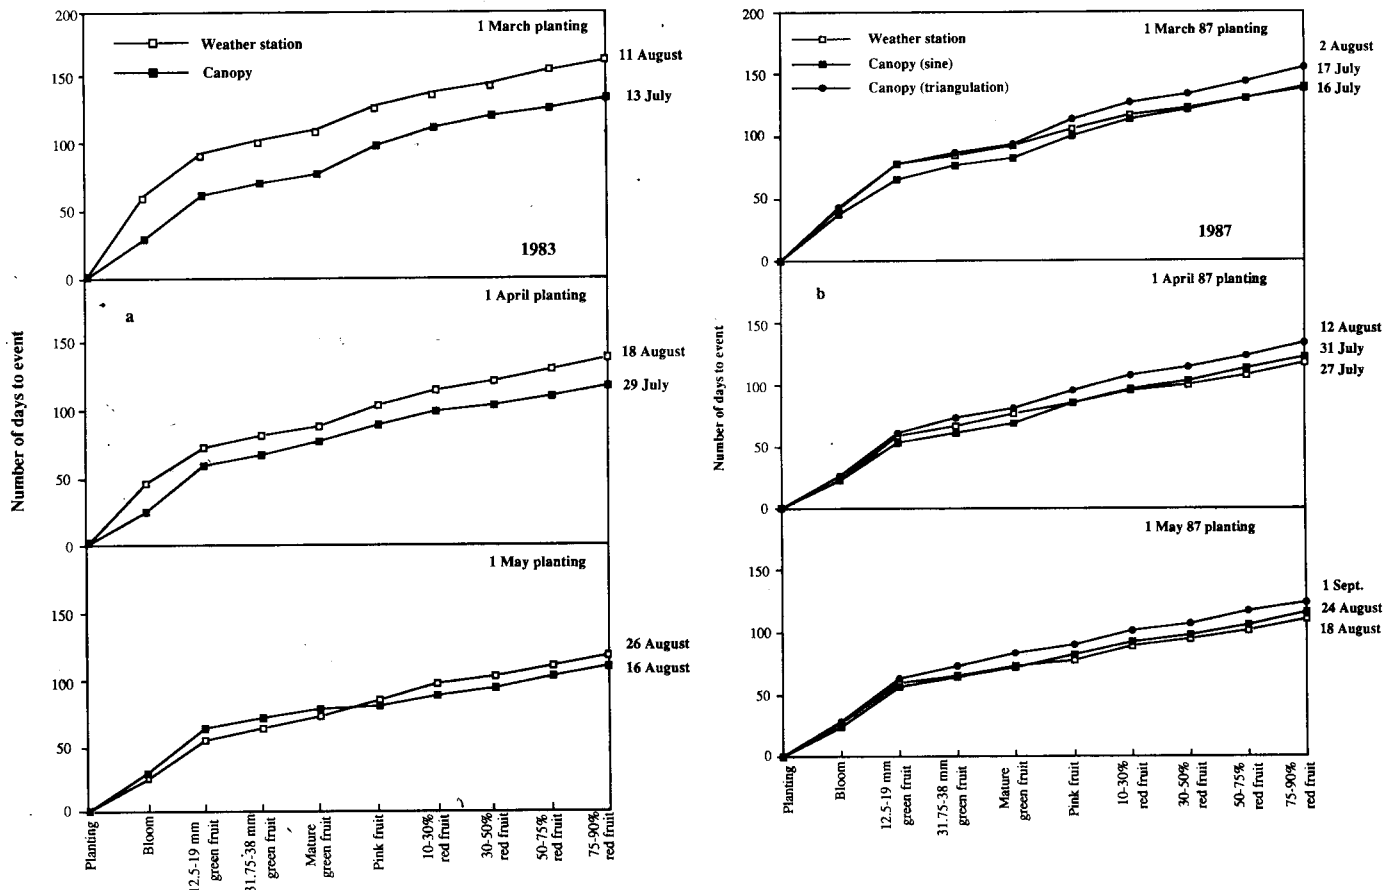 200
150
100
50
0
Weather station
Canopy
1 March planting
11 August
13 July
1983
1 April planting
a
150
100
50
0
18 August
29 July
1 May planting
150
100
50
0
26 August
16 August
Number of days to event
Planting
Bloom
12.5-19 mm
green fruit
31.75-38 mm
green fruit
Mature
green fruit
Pink fruit
10-30%
red fruit
30-50%
red fruit
50-75%
red fruit
75-90%
red fruit
200
150
100
50
0
Weather station
Canopy (sine)
Canopy (triangulation)
1 March 87 planting
2 August
17 July
16 July
1987
1 April 87 planting
b
150
100
50
0
12 August
31 July
27 July
1 May 87 planting
150
100
50
0
1 Sept.
24 August
18 August
Number of days to event
Planting
Bloom
12.5-19 mm
green fruit
31.75-38 mm
green fruit
Mature
green fruit
Pink fruit
10-30%
red fruit
30-50%
red fruit
50-75%
red fruit
75-90%
red fruit